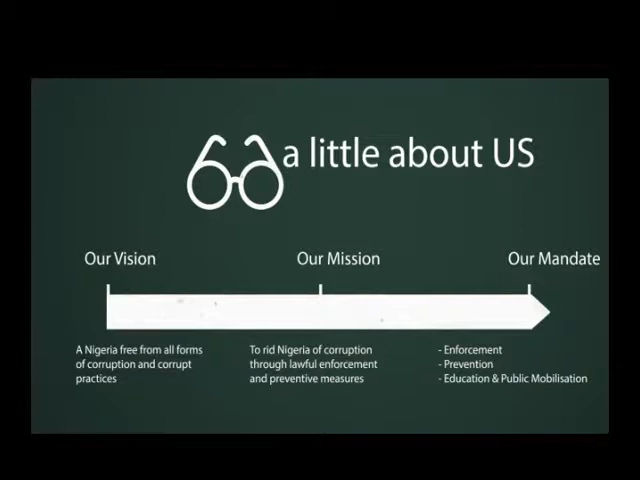 a little about US
Our Vision
Our Mission
Our Mandate
A Nigeria free from all forms
of corruption and corrupt
practices
To rid Nigeria of corruption
through lawful enforcement
and preventive measures
- Enforcement
- Prevention
- Education & Public Mobilisation